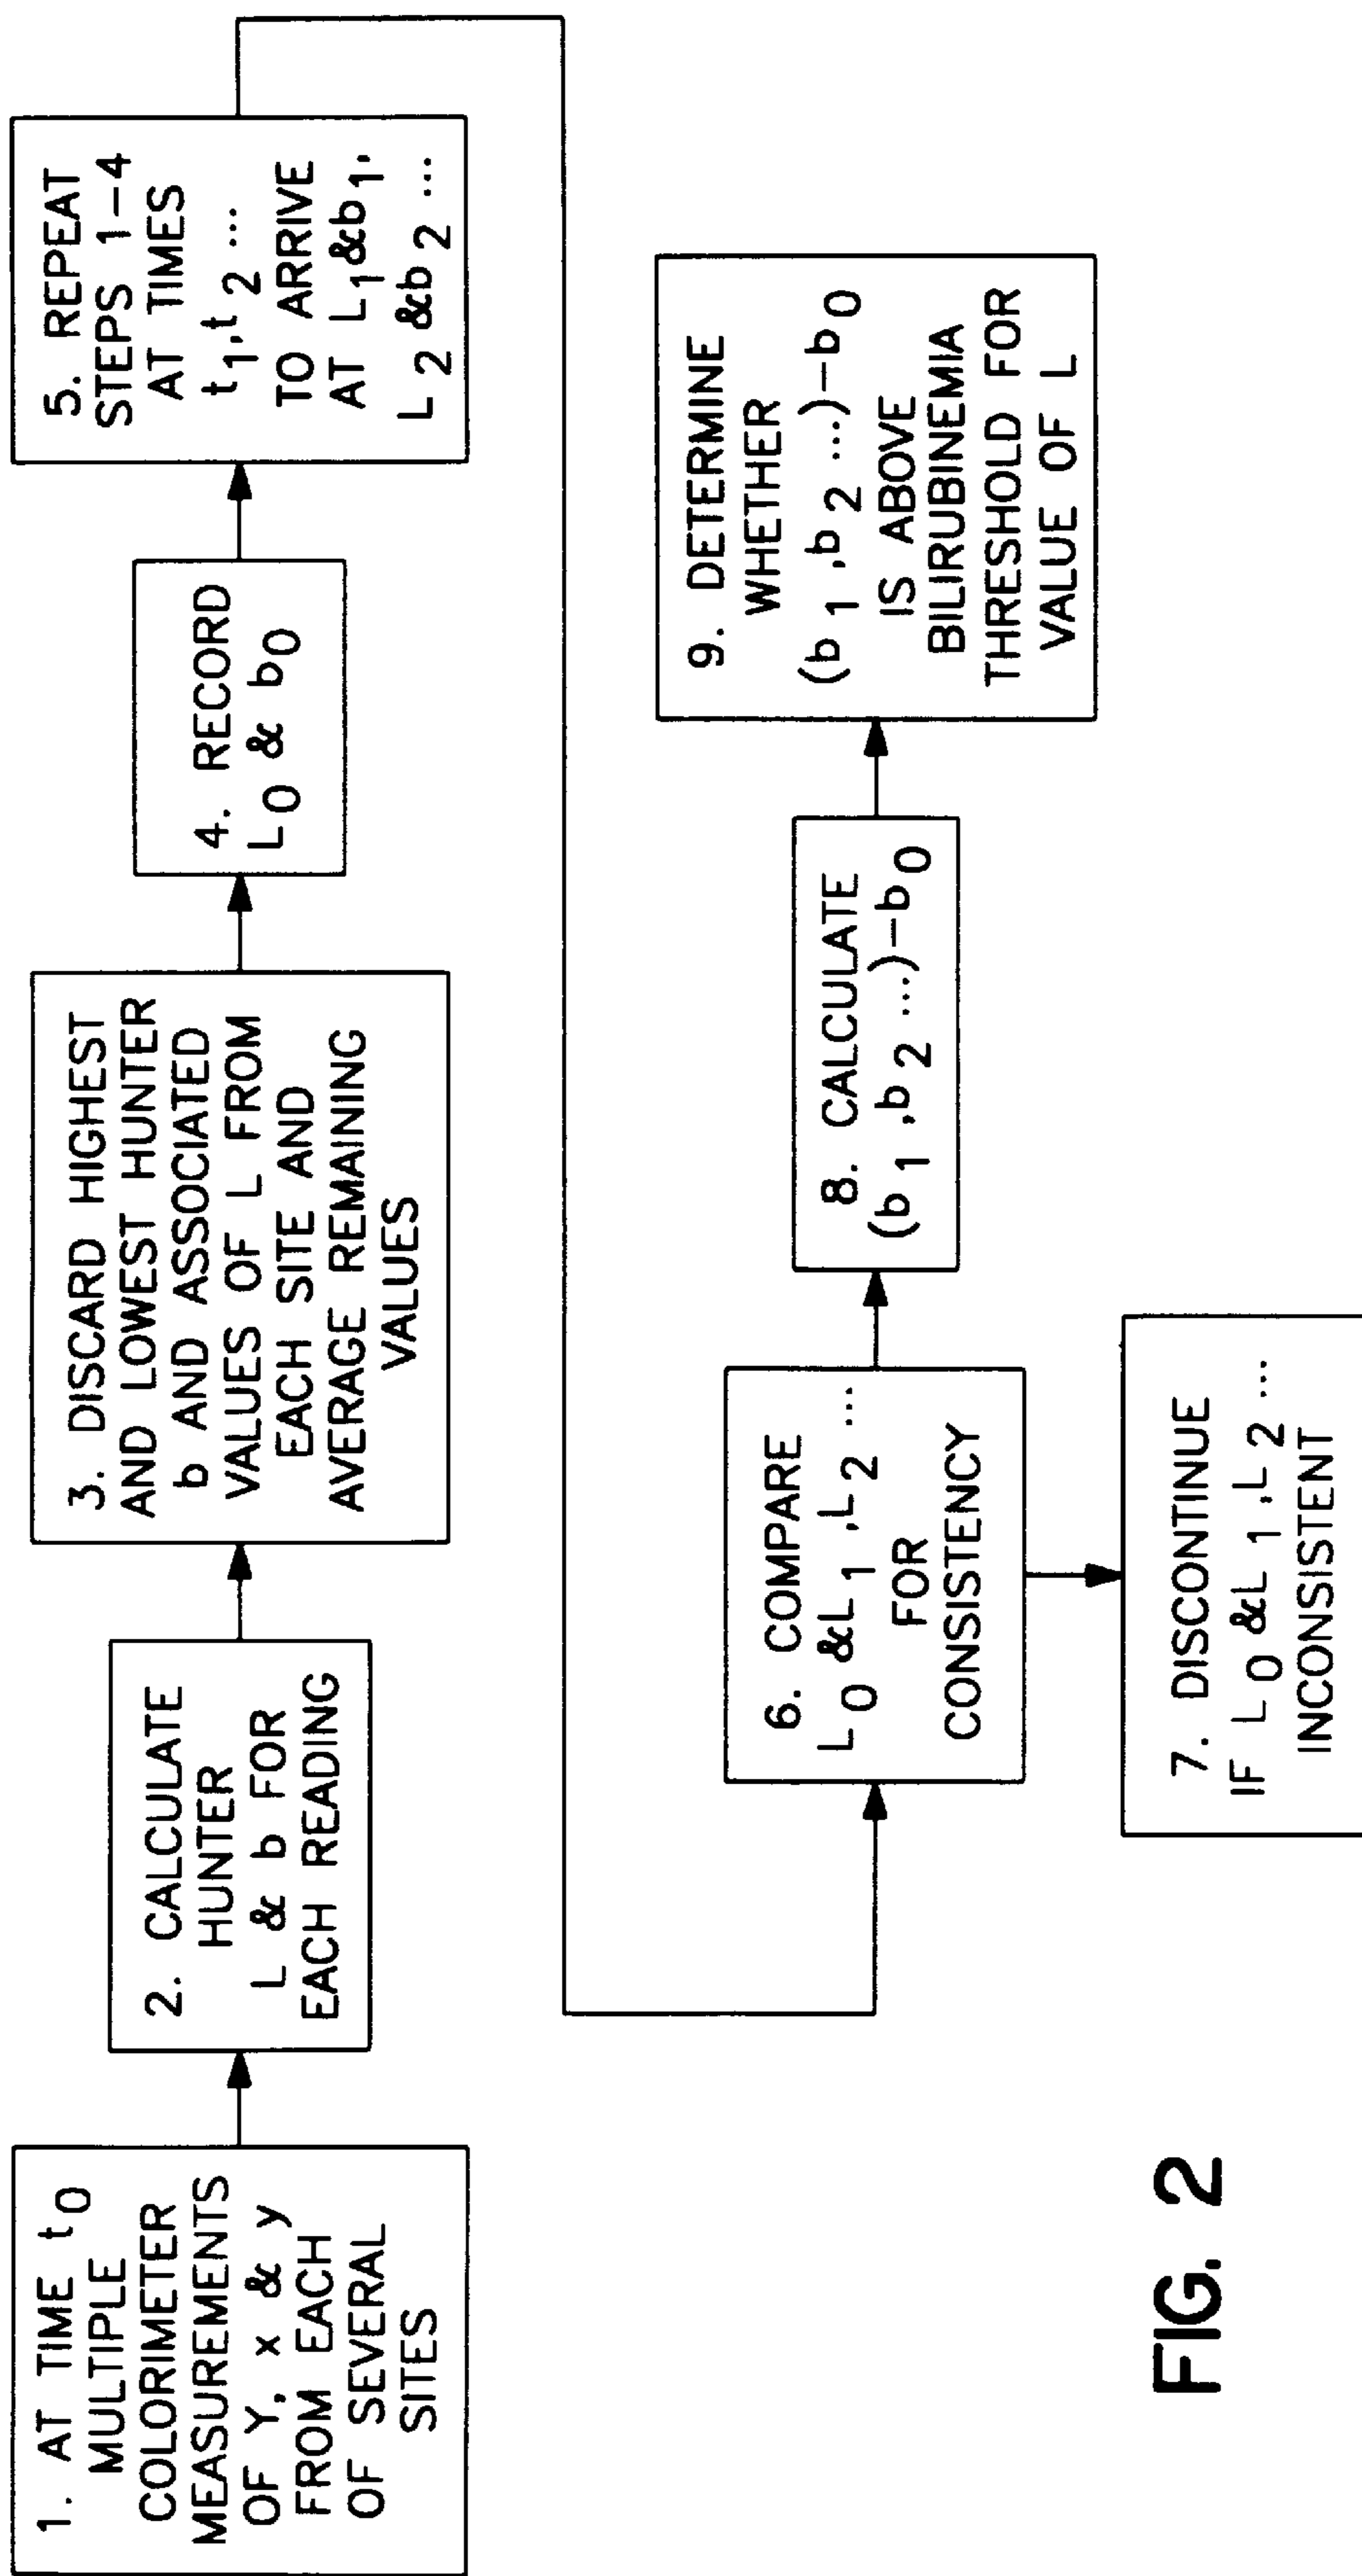 1. AT TIME t0
MULTIPLE
COLORIMETER
MEASUREMENTS
OF Y, x & y
FROM EACH
OF SEVERAL
SITES
2. CALCULATE
HUNTER
L & b FOR
EACH READING
3. DISCARD HIGHEST
AND LOWEST HUNTER
b AND ASSOCIATED
VALUES OF L FROM
EACH SITE AND
AVERAGE REMAINING
VALUES
4. RECORD
L0 & b0
5. REPEAT
STEPS 1-4
AT TIMES
t1,t2 ...
TO ARRIVE
AT L1&b1,
L2&b2 ...
6. COMPARE
L0&L1,L2 ...
FOR
CONSISTENCY
7. DISCONTINUE
IF L0&L1,L2 ...
INCONSISTENT
8. CALCULATE
(b1,b2 ...)-b0
9. DETERMINE
WHETHER
(b1,b2 ...)-b0
IS ABOVE
BILIRUBINEMIA
THRESHOLD FOR
VALUE OF L
FIG. 2